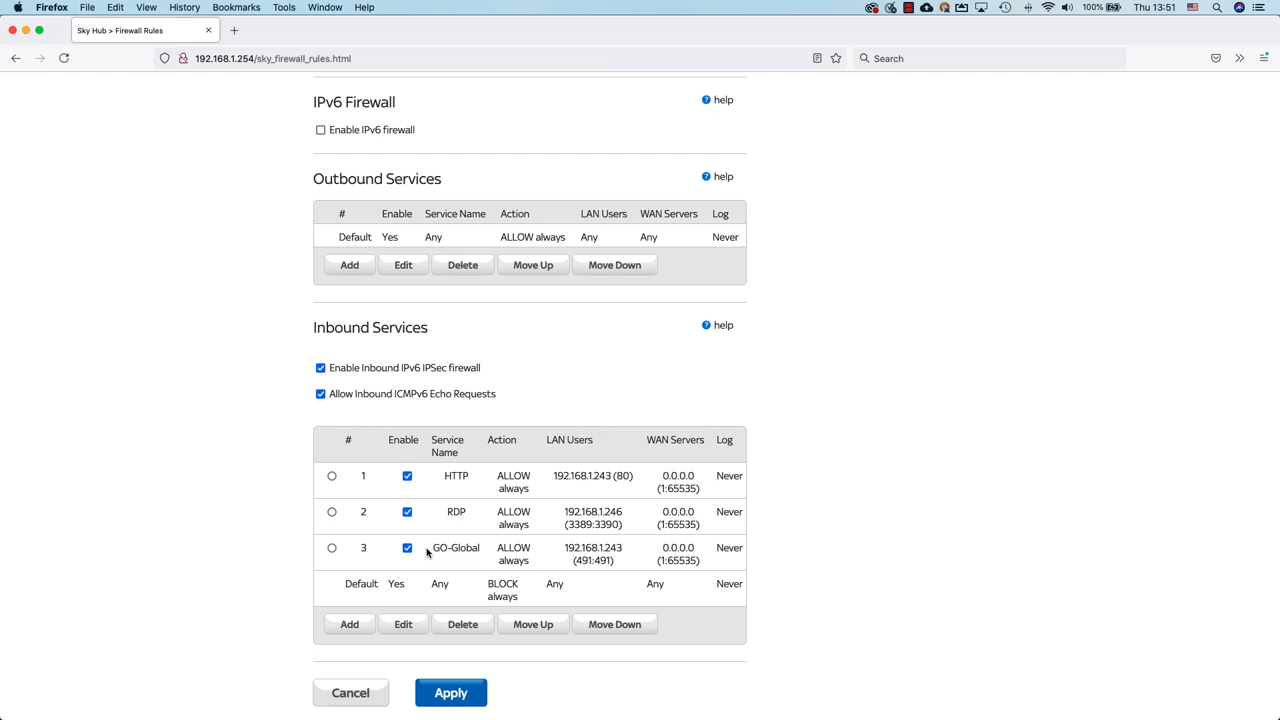 Firefox File Edit View History Bookmarks Tools Window Help 100% Thu 13:51
Sky Hub > Firewall Rules
192.168.1.254/sky_firewall_rules.html Search
IPv6 Firewall help
Enable IPv6 firewall
Outbound Services help
# Enable Service Name Action LAN Users WAN Servers Log
Default Yes Any ALLOW always Any Any Never
Add Edit Delete Move Up Move Down
Inbound Services help
Enable Inbound IPv6 IPSec firewall
Allow Inbound ICMPv6 Echo Requests
# Enable Service Action LAN Users WAN Servers Log
Name
1 HTTP ALLOW 192.168.1.243 (80) 0.0.0.0 Never
always (1:65535)
2 RDP ALLOW 192.168.1.246 0.0.0.0 Never
always (3389:3390) (1:65535)
3 GO-Global ALLOW 192.168.1.243 0.0.0.0 Never
always (491:491) (1:65535)
Default Yes Any BLOCK Any Any Never
always
Add Edit Delete Move Up Move Down
Cancel Apply